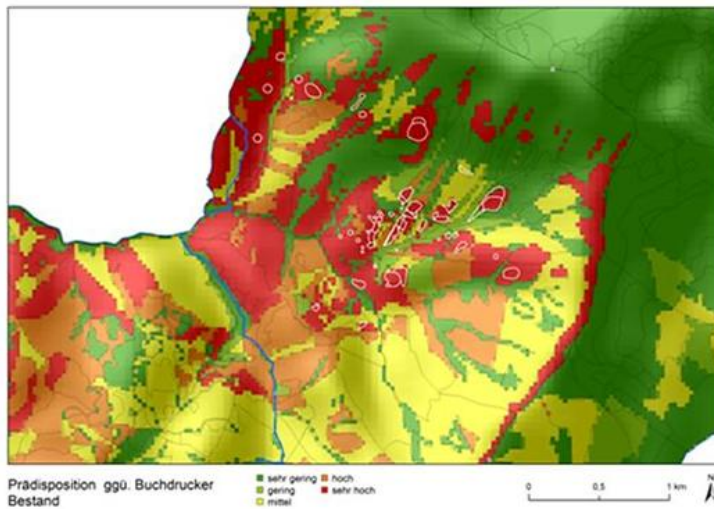 Prädisposition ggü. Buchdrucker
Bestand
sehr gering
gering
mittel
hoch
sehr hoch
0 0,5 1 km
N